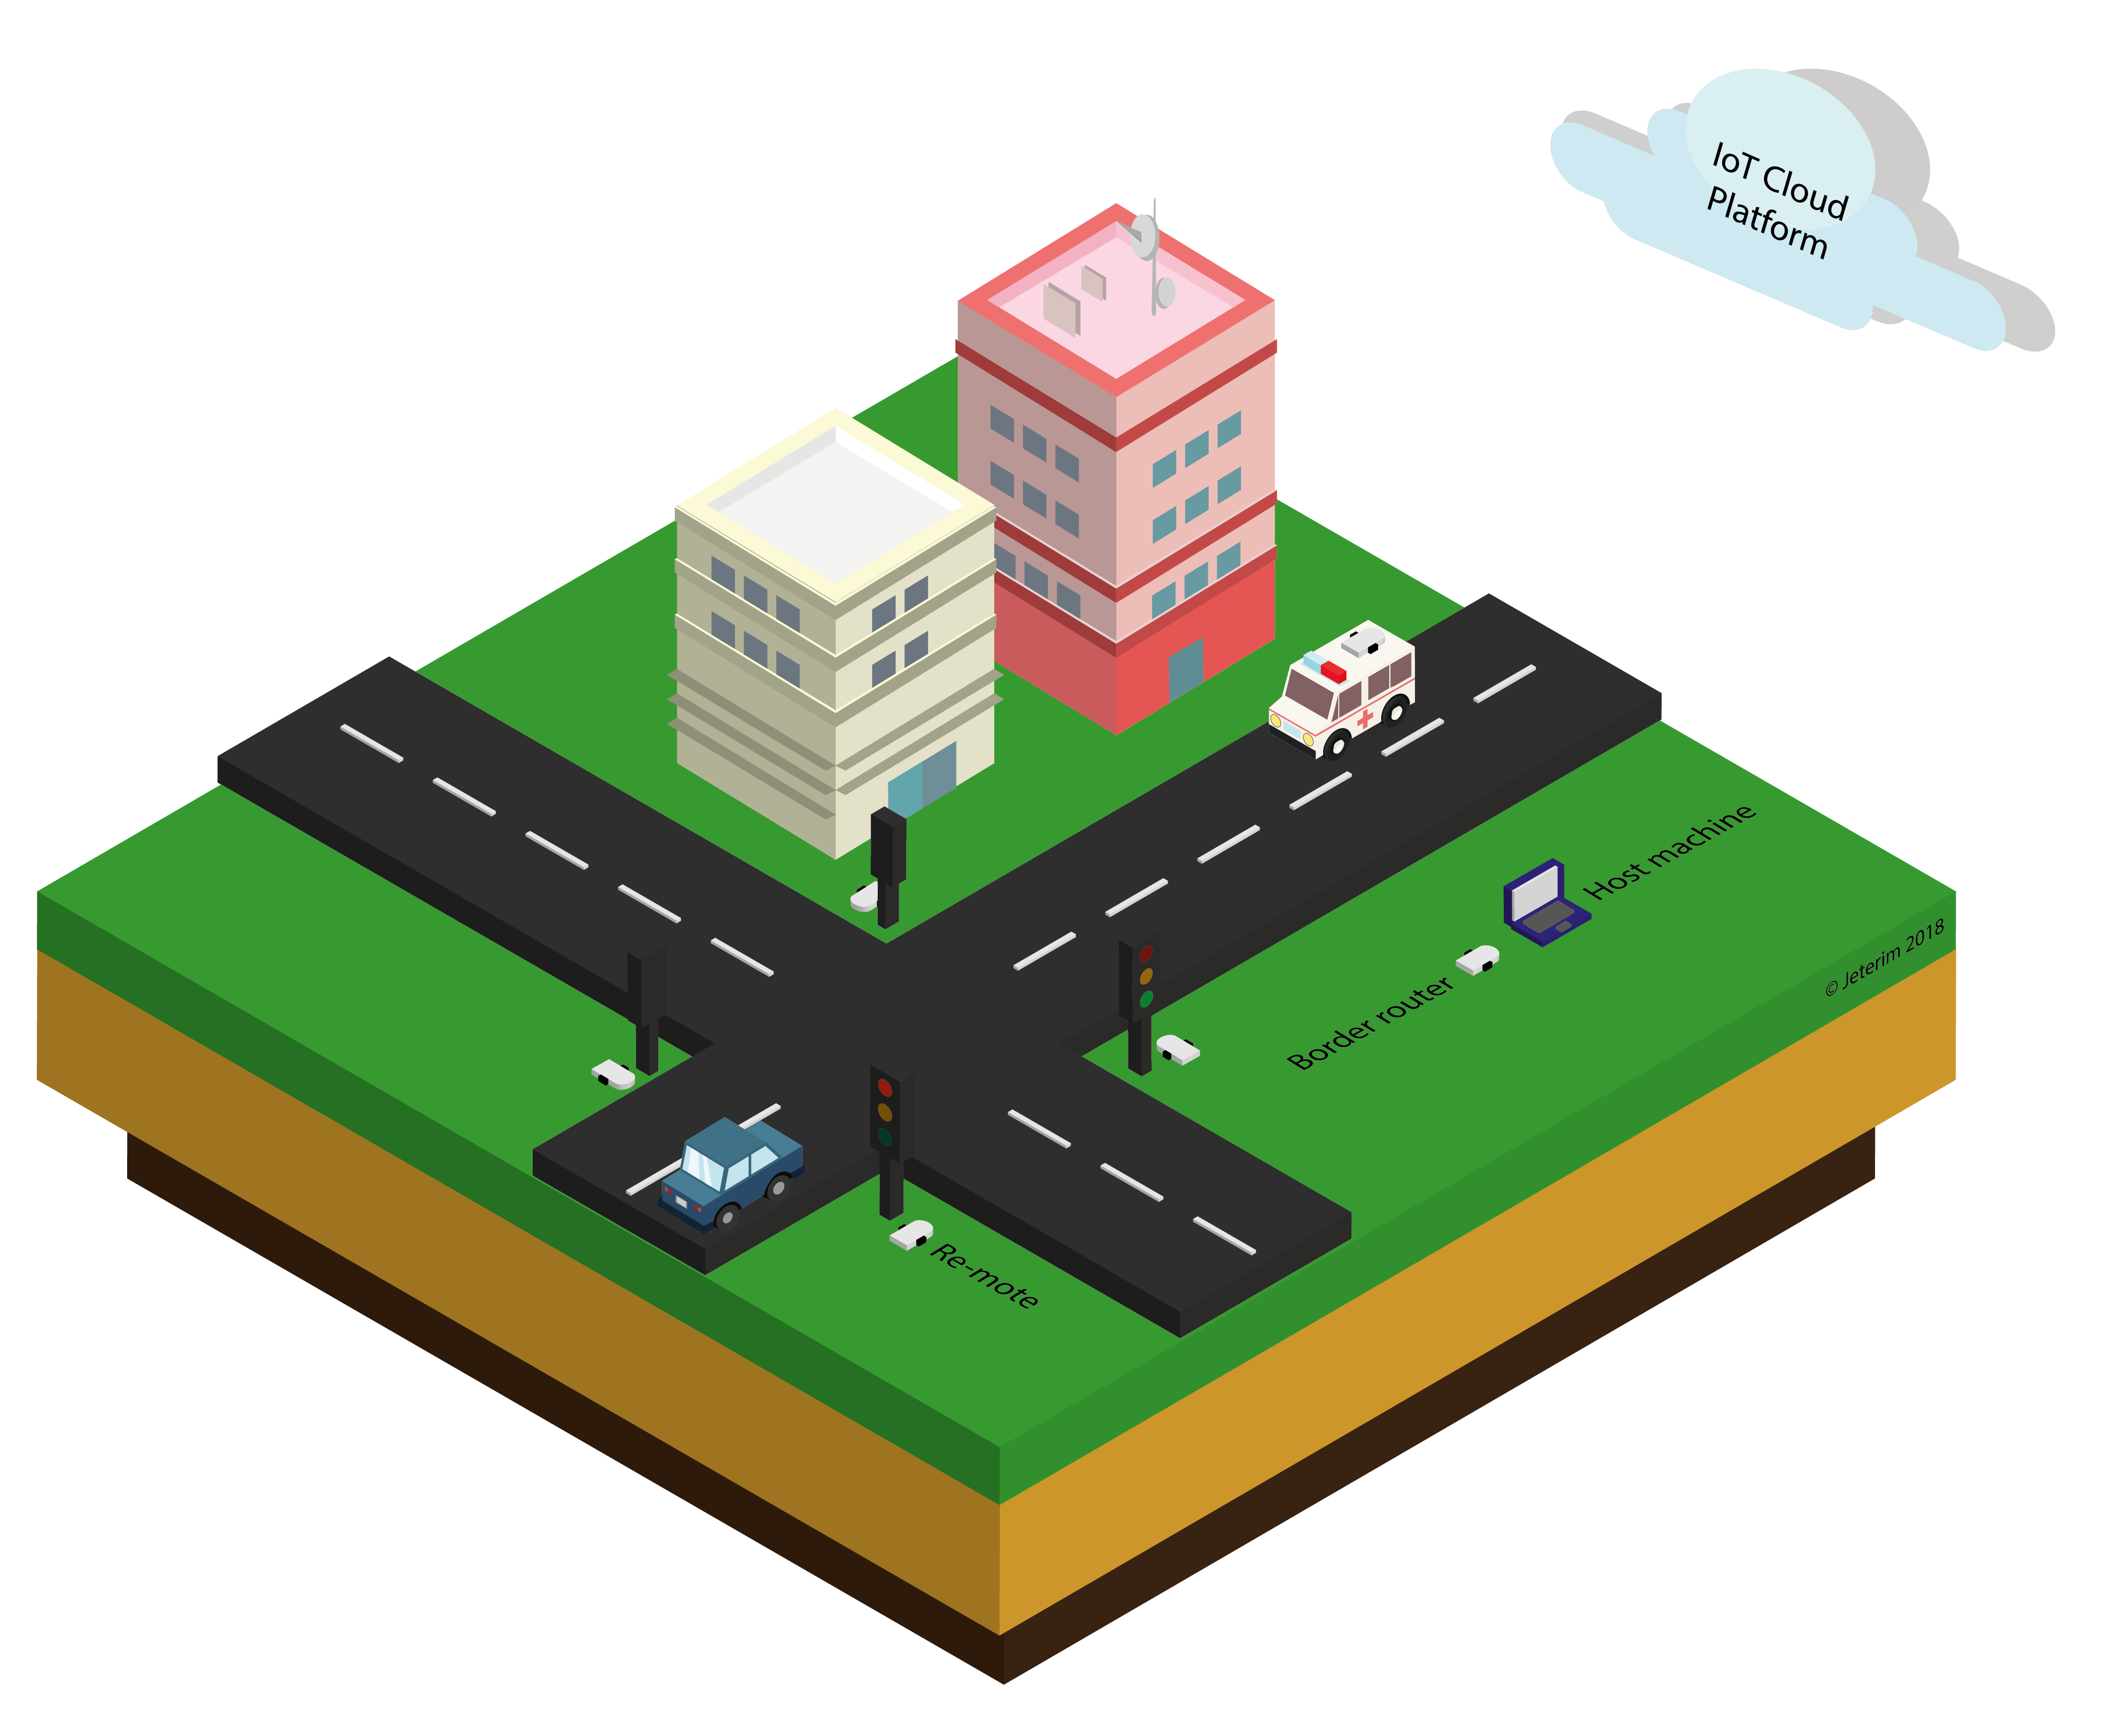 IoT Cloud
Platform
Host machine
Border router
© Jeterim 2018
Re-mote